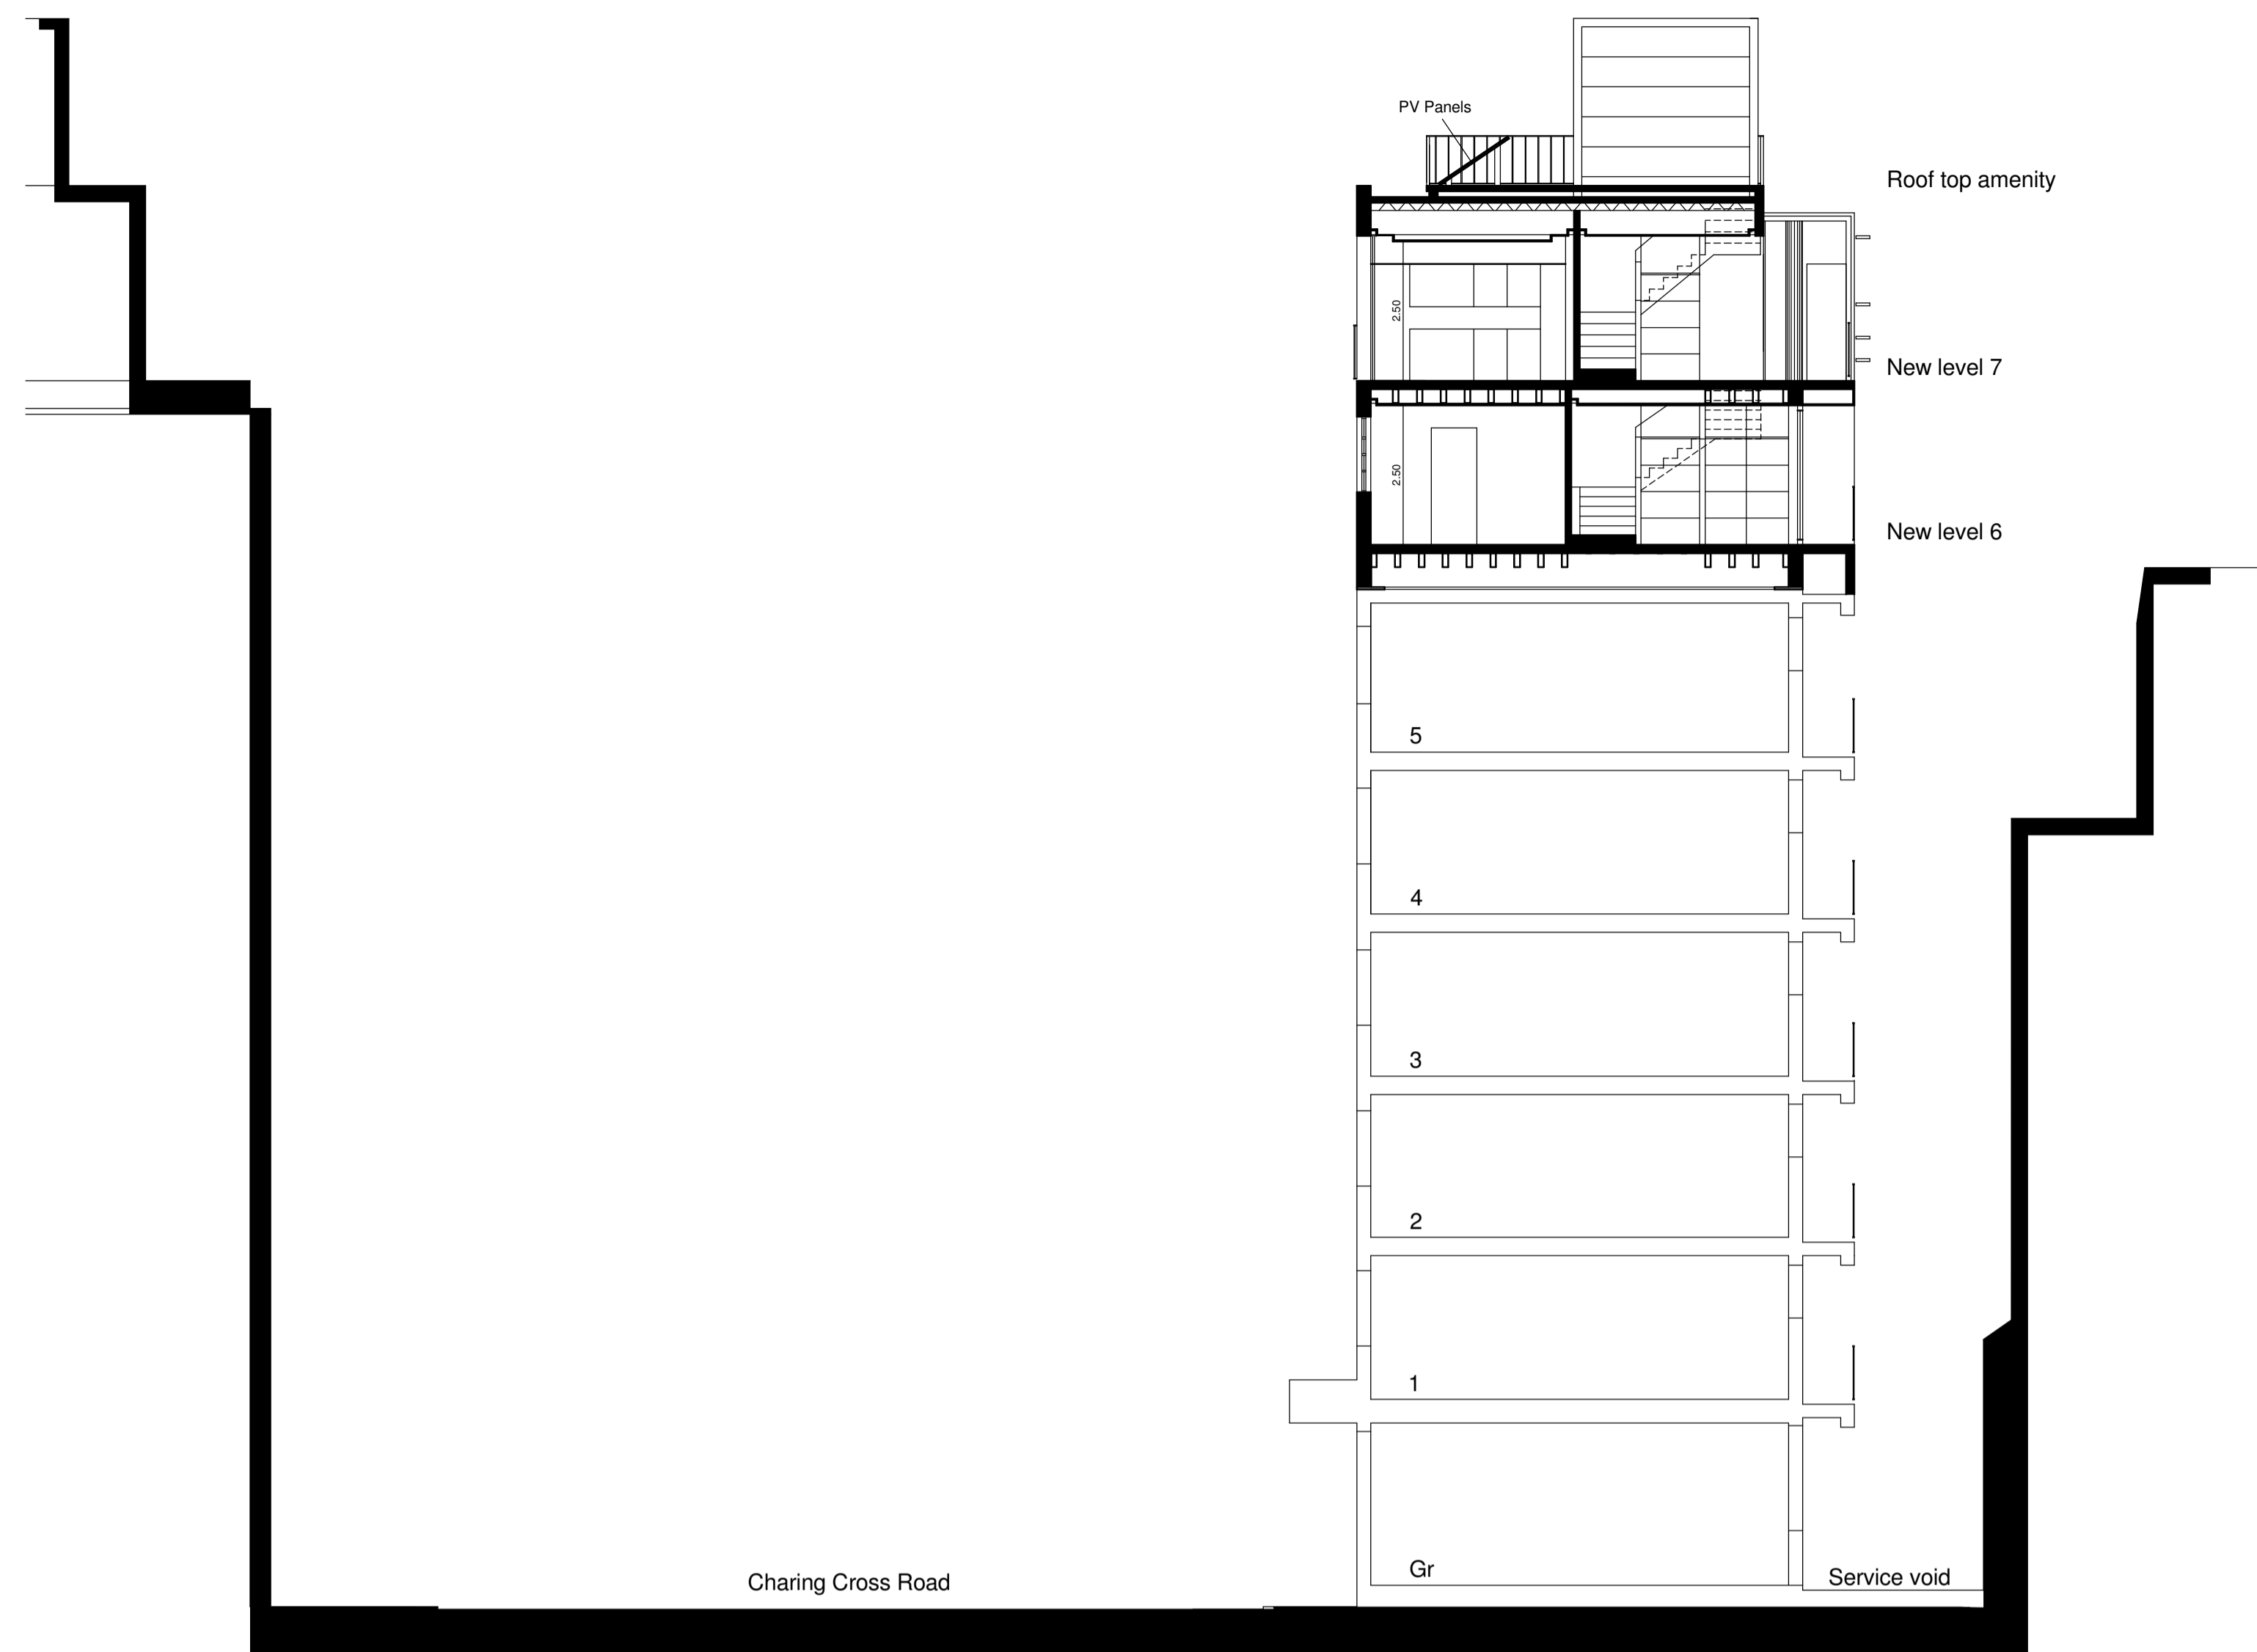 PV Panels
Roof top amenity
2.50
New level 7
2.50
New level 6
5
4
3
2
1
Gr
Service void
Charing Cross Road